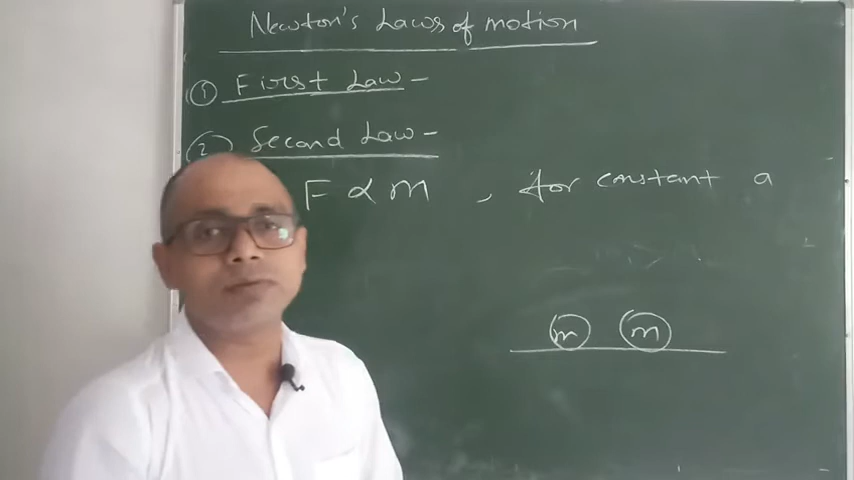 Newton's Laws of motion
① First Law -
② Second Law -
F ∝ m , for constant a
m m